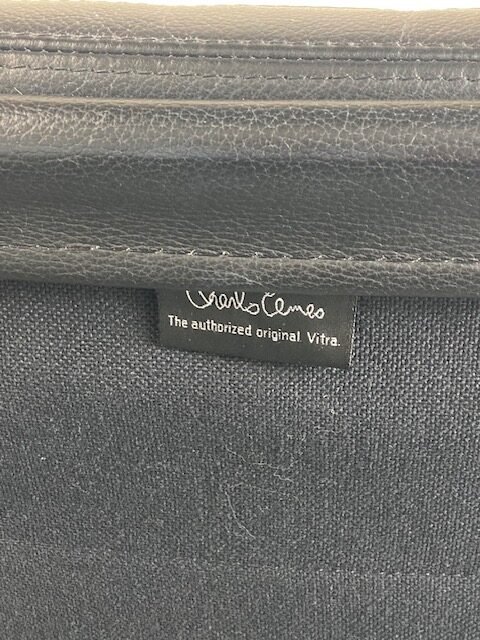 Charles Eames
The authorized original. Vitra.